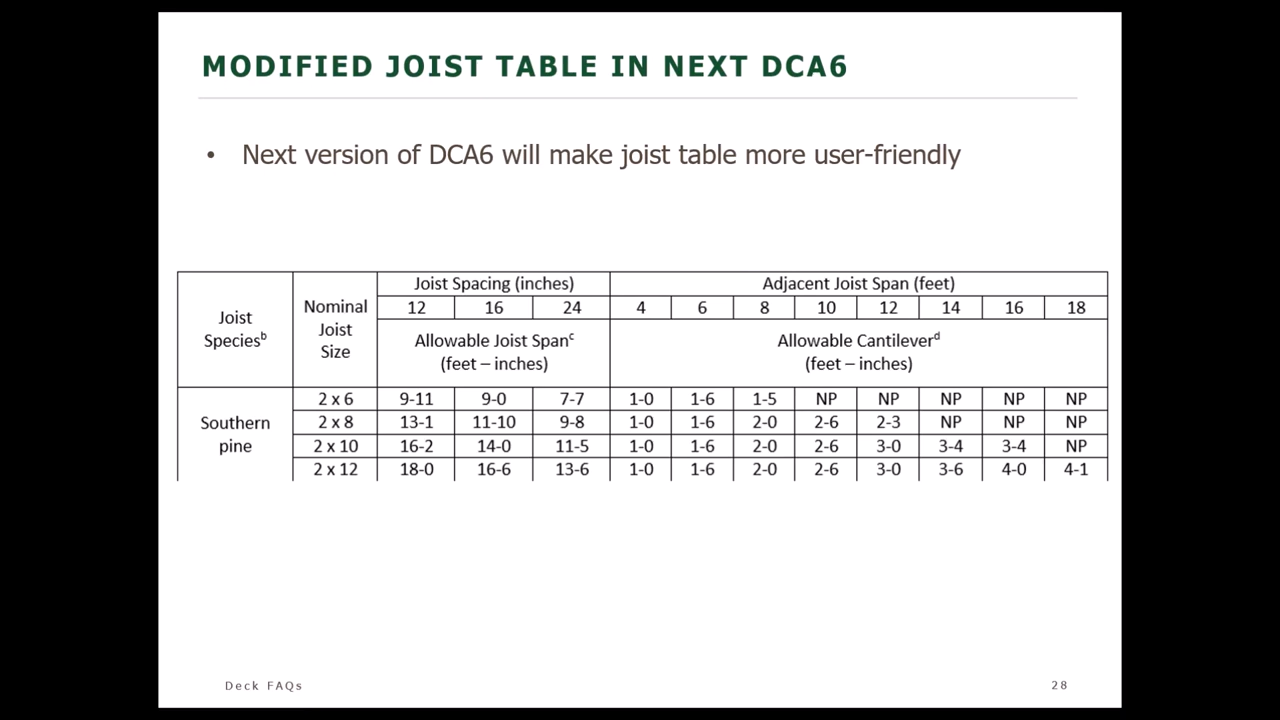 MODIFIED JOIST TABLE IN NEXT DCA6
• Next version of DCA6 will make joist table more user-friendly
Joist Species^b Nominal Joist Size Joist Spacing (inches) Adjacent Joist Span (feet)
12 16 24 4 6 8 10 12 14 16 18
Allowable Joist Span^c (feet – inches) Allowable Cantilever^d (feet – inches)
Southern pine
2 x 6 9-11 9-0 7-7 1-0 1-6 1-5 NP NP NP NP NP
2 x 8 13-1 11-10 9-8 1-0 1-6 2-0 2-6 2-3 NP NP NP
2 x 10 16-2 14-0 11-5 1-0 1-6 2-0 2-6 3-0 3-4 3-4 NP
2 x 12 18-0 16-6 13-6 1-0 1-6 2-0 2-6 3-0 3-6 4-0 4-1
Deck FAQs 28